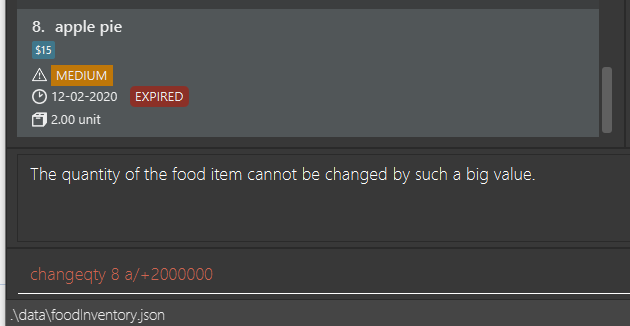 8. apple pie
$15
MEDIUM
12-02-2020 EXPIRED
2.00 unit
The quantity of the food item cannot be changed by such a big value.
changeqty 8 a/+2000000
.\data\foodInventory.json